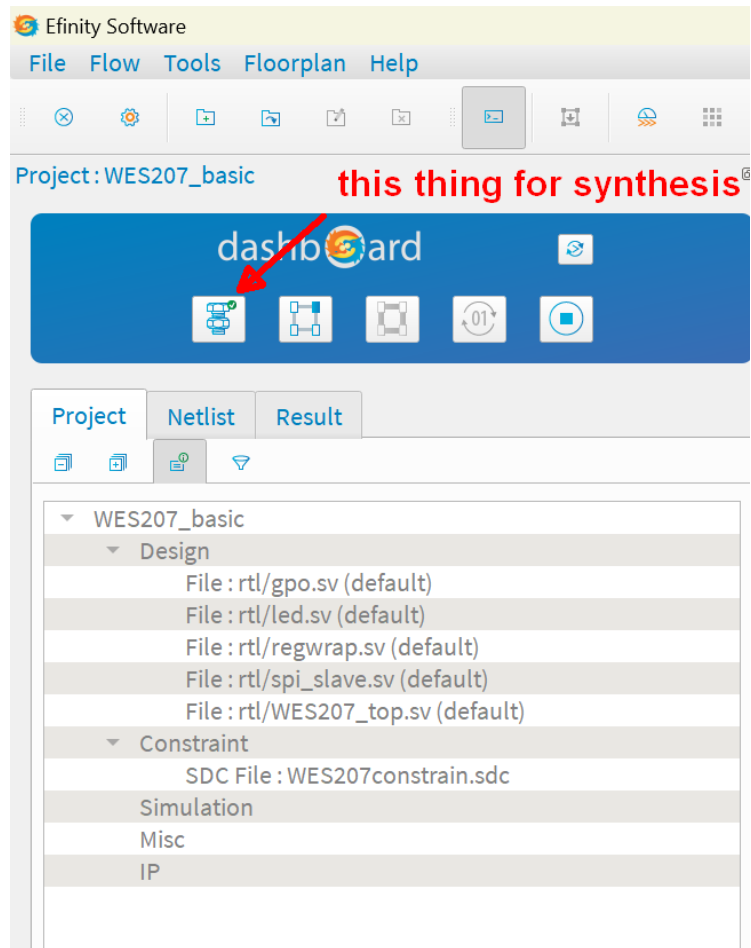 Efinity Software
File Flow Tools Floorplan Help
Project : WES207_basic
this thing for synthesis
dashboard
01
Project Netlist Result
WES207_basic
Design
File : rtl/gpo.sv (default)
File : rtl/led.sv (default)
File : rtl/regwrap.sv (default)
File : rtl/spi_slave.sv (default)
File : rtl/WES207_top.sv (default)
Constraint
SDC File : WES207constrain.sdc
Simulation
Misc
IP